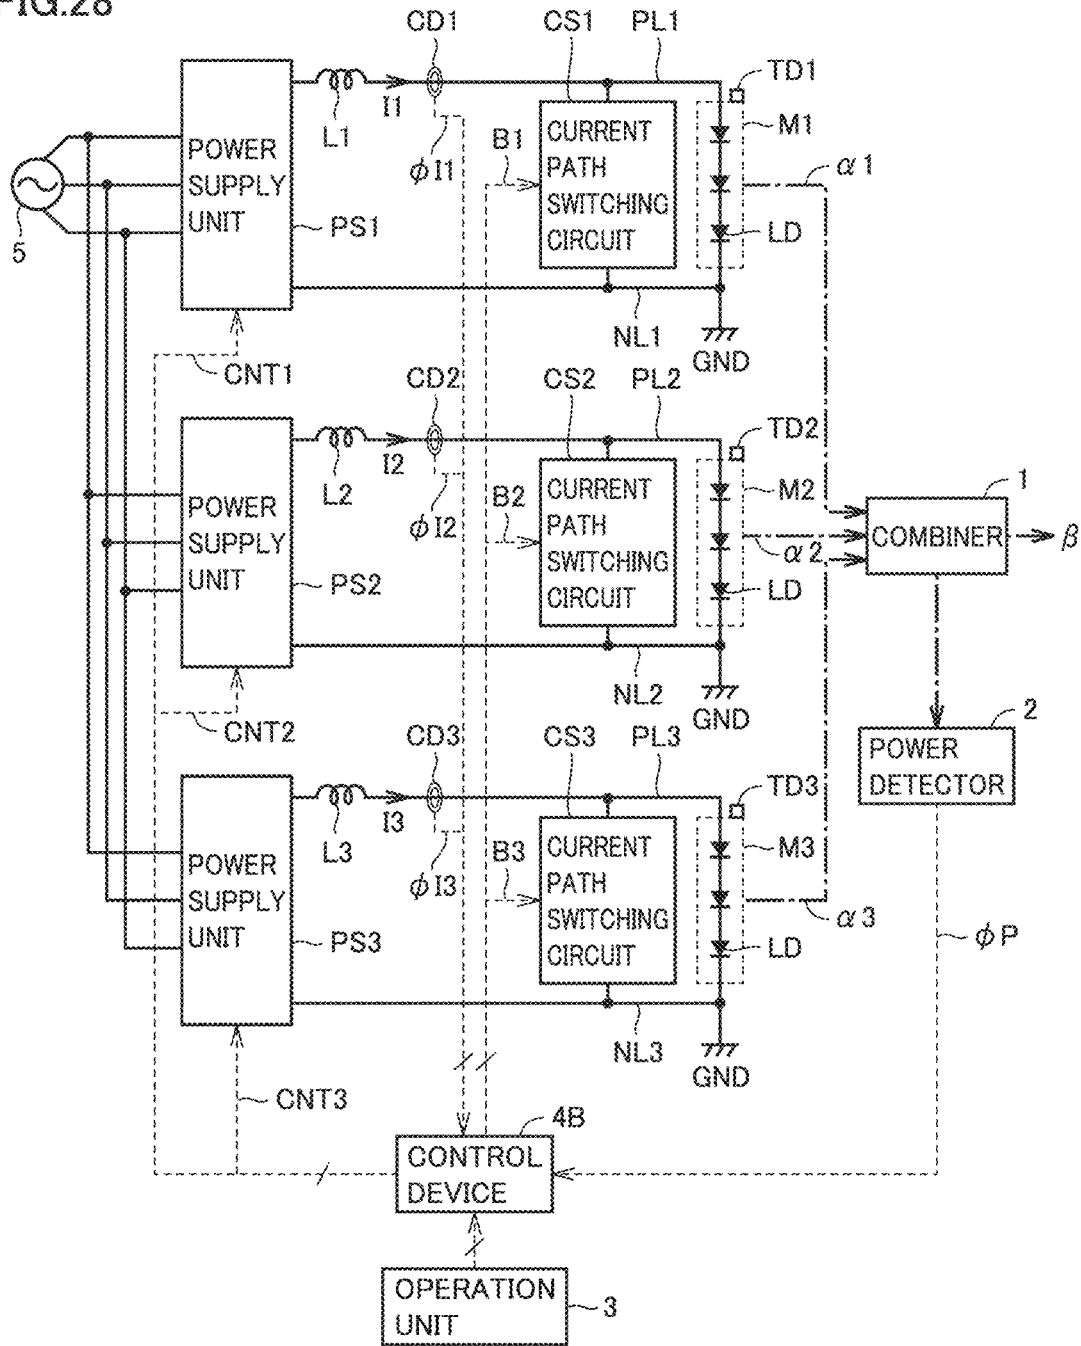 FIG.28
CD1 CS1 PL1
TD1
M1
I1
L1
φI1
B1
POWER
SUPPLY
UNIT
PS1
5
CURRENT
PATH
SWITCHING
CIRCUIT
α1
LD
NL1
GND
CNT1
CD2 CS2 PL2
TD2
M2
I2
L2
φI2
B2
POWER
SUPPLY
UNIT
PS2
CURRENT
PATH
SWITCHING
CIRCUIT
α2
LD
1
COMBINER
β
NL2
GND
CNT2
CD3 CS3 PL3
TD3
M3
I3
L3
φI3
B3
POWER
SUPPLY
UNIT
PS3
CURRENT
PATH
SWITCHING
CIRCUIT
α3
LD
2
POWER
DETECTOR
φP
NL3
GND
CNT3
4B
CONTROL
DEVICE
OPERATION
UNIT
3